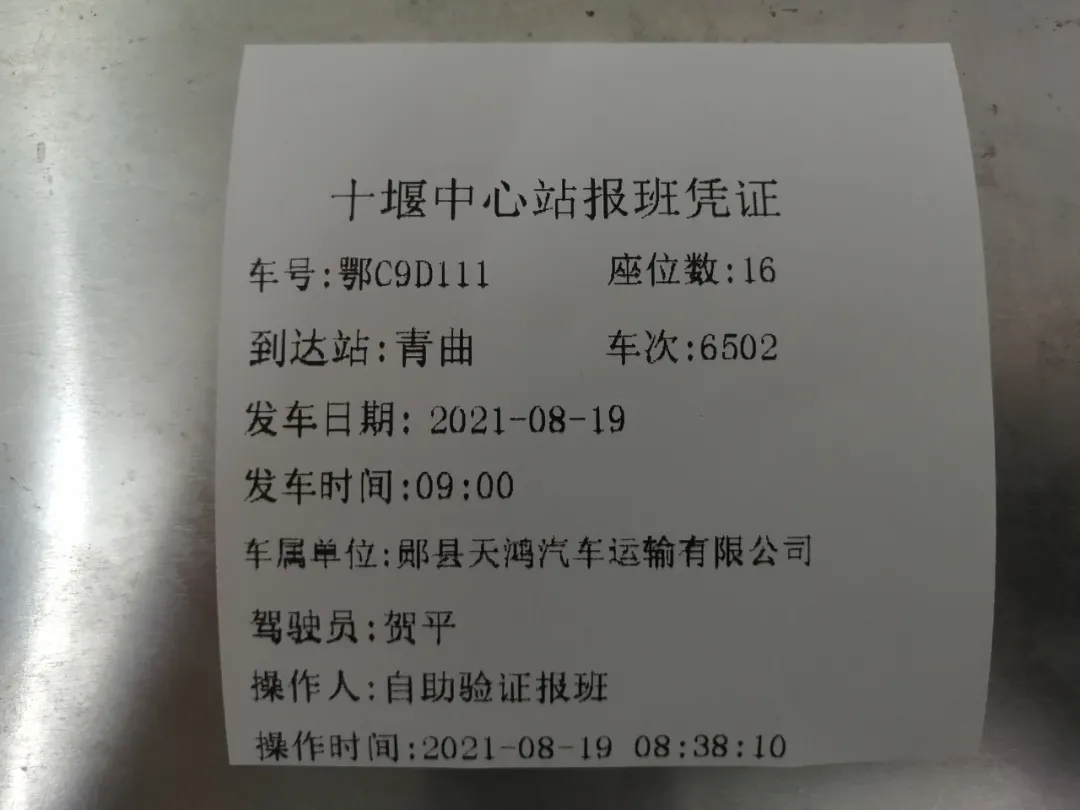 十堰中心站报班凭证
车号:鄂C9D111 座位数:16
到达站:青曲 车次:6502
发车日期: 2021-08-19
发车时间:09:00
车属单位:郧县天鸿汽车运输有限公司
驾驶员:贺平
操作人:自助验证报班
操作时间:2021-08-19 08:38:10